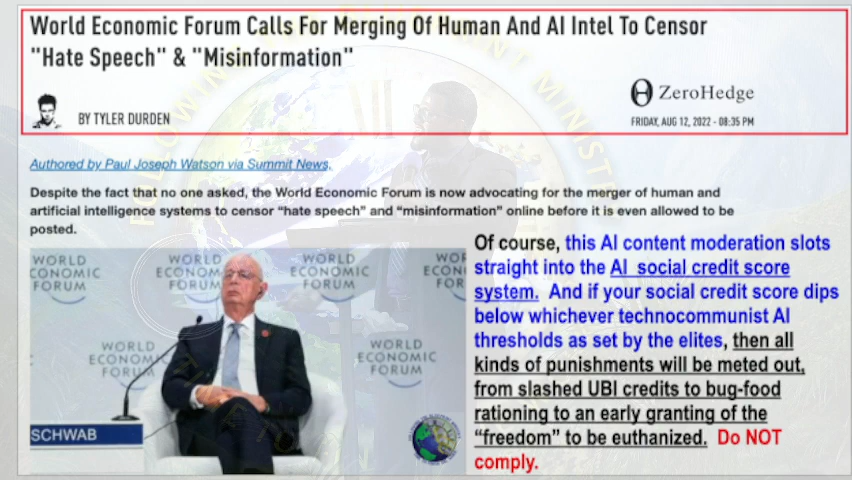 World Economic Forum Calls For Merging Of Human And AI Intel To Censor
"Hate Speech" & "Misinformation"
BY TYLER DURDEN
ZeroHedge
FRIDAY, AUG 12, 2022 - 08:35 PM
Authored by Paul Joseph Watson via Summit News,
Despite the fact that no one asked, the World Economic Forum is now advocating for the merger of human and
artificial intelligence systems to censor “hate speech” and “misinformation” online before it is even allowed to be
posted.
WORLD
ECONOMIC
FORUM
WORLD
ECONOMIC
FORUM
WORLD
ECONOMIC
FORUM
WORLD
ECONOMIC
FORUM
WORLD
ECONOMIC
FORUM
SCHWAB
Of course, this AI content moderation slots
straight into the AI social credit score
system. And if your social credit score dips
below whichever technocommunist AI
thresholds as set by the elites, then all
kinds of punishments will be meted out,
from slashed UBI credits to bug-food
rationing to an early granting of the
“freedom” to be euthanized. Do NOT
comply.